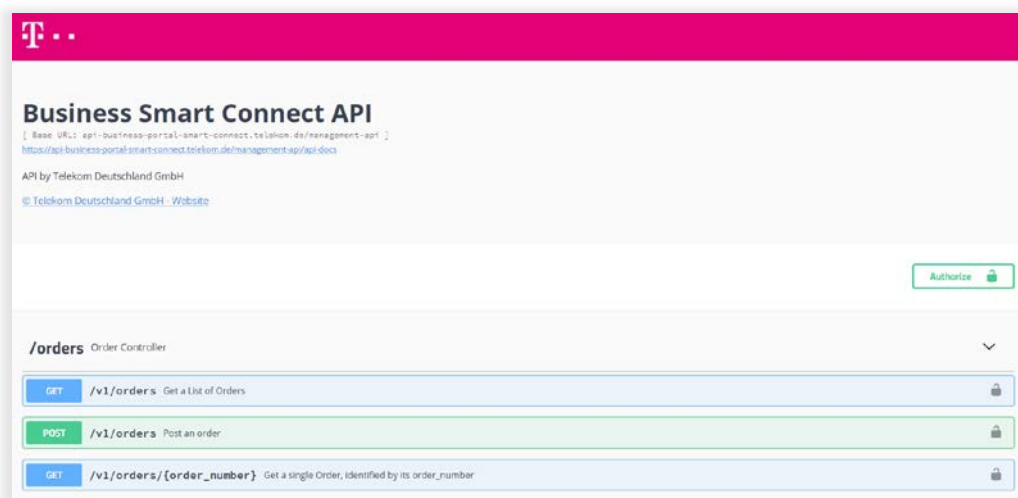 T
Business Smart Connect API
[ Base URL: api-business-portal-smart-connect.telekom.de/management-api ]
https://api-business-portal-smart-connect.telekom.de/management-api/api-docs
API by Telekom Deutschland GmbH
© Telekom Deutschland GmbH - Website
Authorize
/orders Order Controller
GET /v1/orders Get a List of Orders
POST /v1/orders Post an order
GET /v1/orders/{order_number} Get a single Order, identified by its order_number